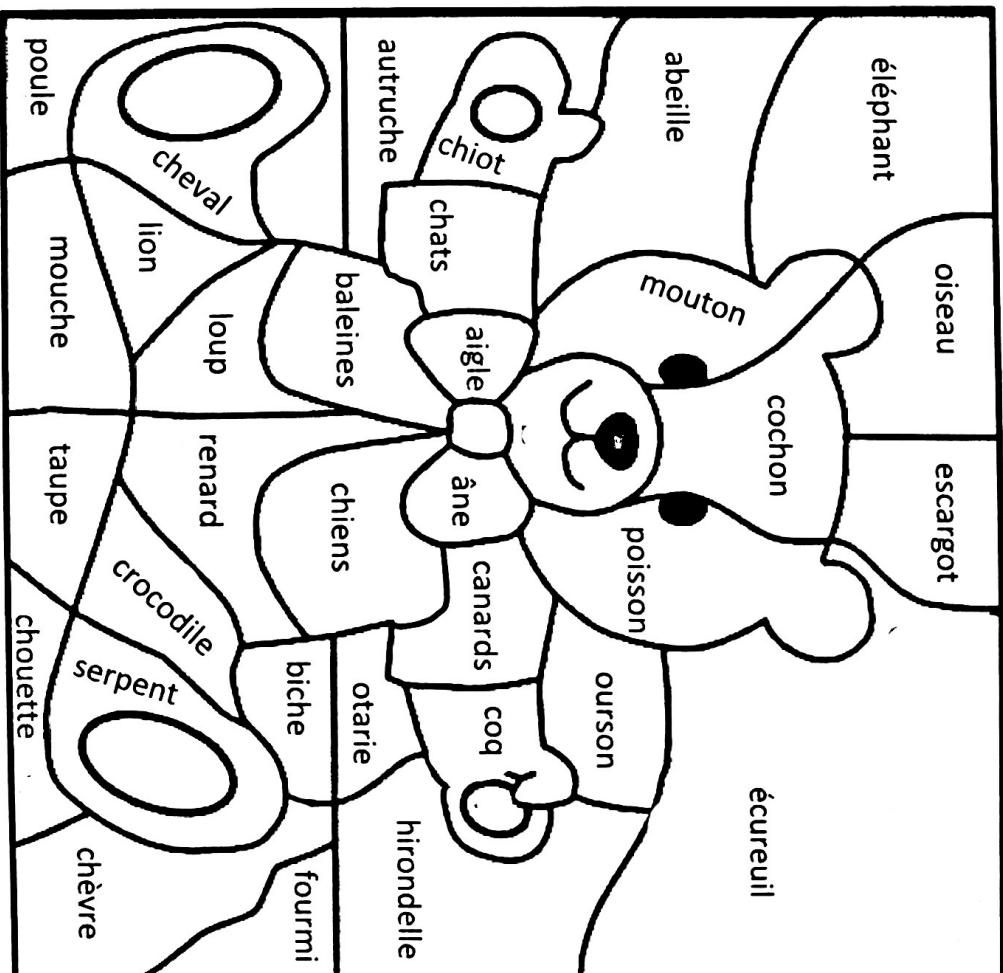 éléphant
oiseau
escargot
cochon
écureuil
abeille
mouton
poisson
ourson
chiot
chats
aigle
âne
canards
coq
autruche
hirondelle
otarie
baleines
chiens
biche
fourmi
loup
renard
cheval
lion
crocodile
serpent
chèvre
mouche
taupe
poule
chouette